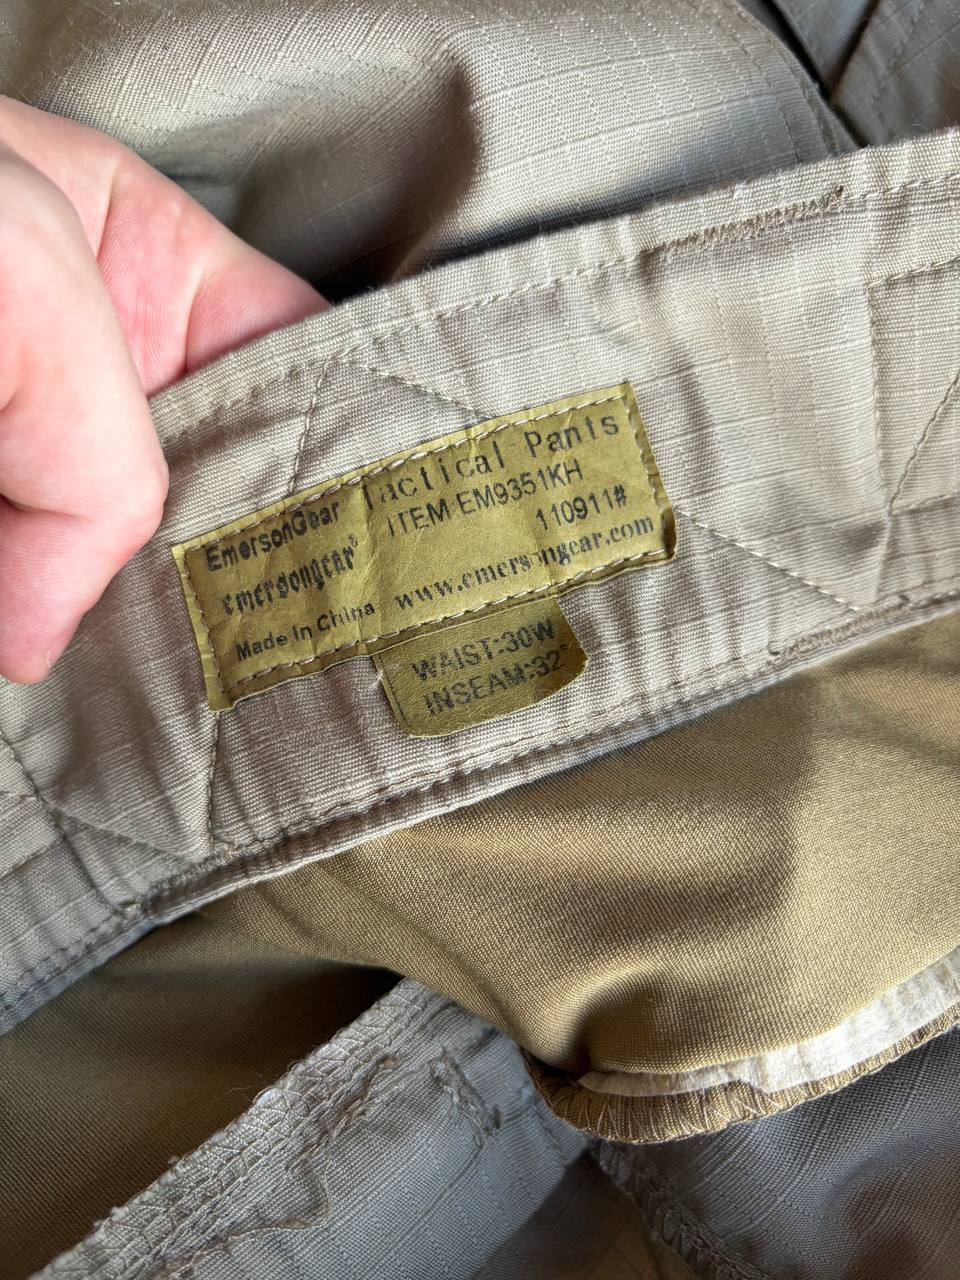 EmersonGear Tactical Pants
emersongear® ITEM EM9351KH
110911#
Made in China www.emersongear.com
WAIST:30W
INSEAM:32"